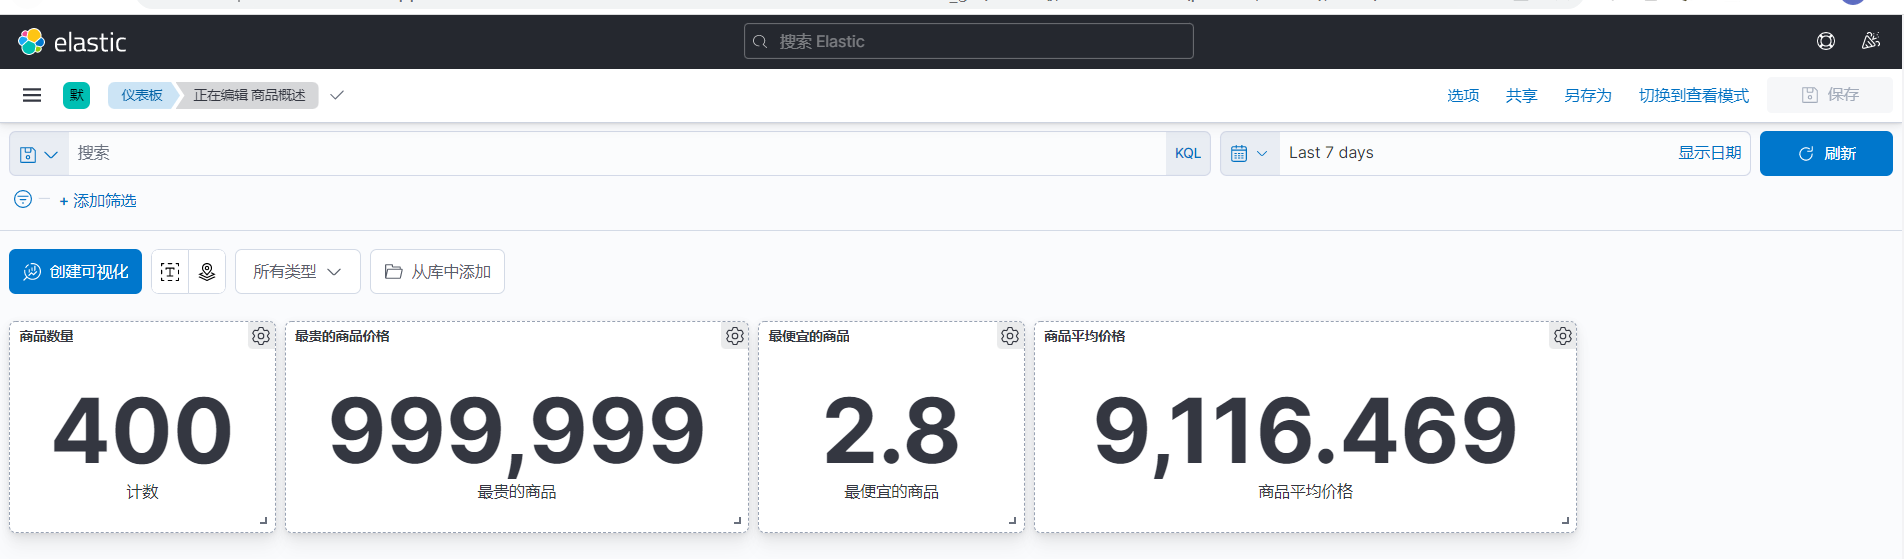 elastic
搜索 Elastic
默
仪表板
正在编辑 商品概述
选项
共享
另存为
切换到查看模式
保存
搜索
KQL
Last 7 days
显示日期
刷新
+ 添加筛选
创建可视化
T
所有类型
从库中添加
商品数量
400
计数
最贵的商品价格
999,999
最贵的商品
最便宜的商品
2.8
最便宜的商品
商品平均价格
9,116.469
商品平均价格